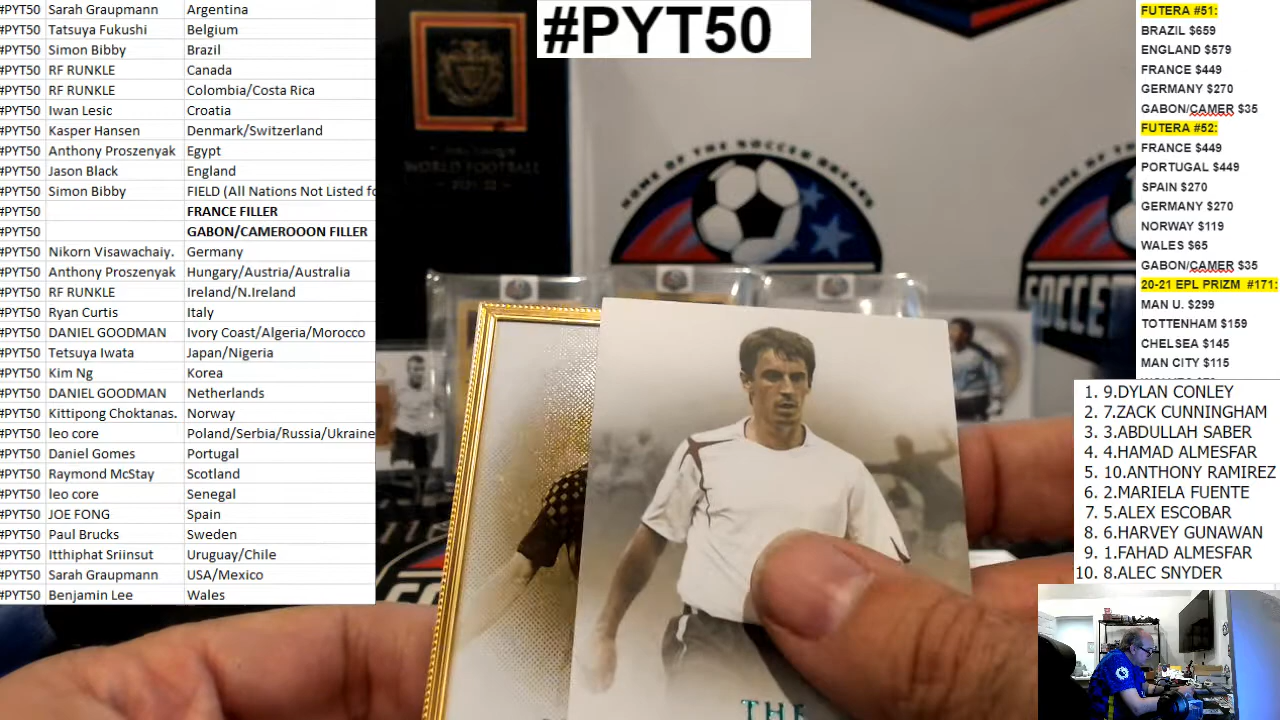 #PYT50 Sarah Graupmann Argentina
#PYT50 Tatsuya Fukushi Belgium
#PYT50 Simon Bibby Brazil
#PYT50 RF RUNKLE Canada
#PYT50 RF RUNKLE Colombia/Costa Rica
#PYT50 Iwan Lesic Croatia
#PYT50 Kasper Hansen Denmark/Switzerland
#PYT50 Anthony Proszenyak Egypt
#PYT50 Jason Black England
#PYT50 Simon Bibby FIELD (All Nations Not Listed fo
#PYT50 FRANCE FILLER
#PYT50 GABON/CAMEROOON FILLER
#PYT50 Nikorn Visawachaiy. Germany
#PYT50 Anthony Proszenyak Hungary/Austria/Australia
#PYT50 RF RUNKLE Ireland/N.Ireland
#PYT50 Ryan Curtis Italy
#PYT50 DANIEL GOODMAN Ivory Coast/Algeria/Morocco
#PYT50 Tetsuya Iwata Japan/Nigeria
#PYT50 Kim Ng Korea
#PYT50 DANIEL GOODMAN Netherlands
#PYT50 Kittipong Choktanas. Norway
#PYT50 leo core Poland/Serbia/Russia/Ukraine
#PYT50 Daniel Gomes Portugal
#PYT50 Raymond McStay Scotland
#PYT50 leo core Senegal
#PYT50 JOE FONG Spain
#PYT50 Paul Brucks Sweden
#PYT50 Itthiphat Sriinsut Uruguay/Chile
#PYT50 Sarah Graupmann USA/Mexico
#PYT50 Benjamin Lee Wales
#PYT50
WORLD FOOTBALL
HOME OF THE SOCCER BREAKS
SOCCE
THE
FUTERA #51:
BRAZIL $659
ENGLAND $579
FRANCE $449
GERMANY $270
GABON/CAMER $35
FUTERA #52:
FRANCE $449
PORTUGAL $449
SPAIN $270
GERMANY $270
NORWAY $119
WALES $65
GABON/CAMER $35
20-21 EPL PRIZM #171:
MAN U. $299
TOTTENHAM $159
CHELSEA $145
MAN CITY $115
1. 9.DYLAN CONLEY
2. 7.ZACK CUNNINGHAM
3. 3.ABDULLAH SABER
4. 4.HAMAD ALMESFAR
5. 10.ANTHONY RAMIREZ
6. 2.MARIELA FUENTE
7. 5.ALEX ESCOBAR
8. 6.HARVEY GUNAWAN
9. 1.FAHAD ALMESFAR
10. 8.ALEC SNYDER